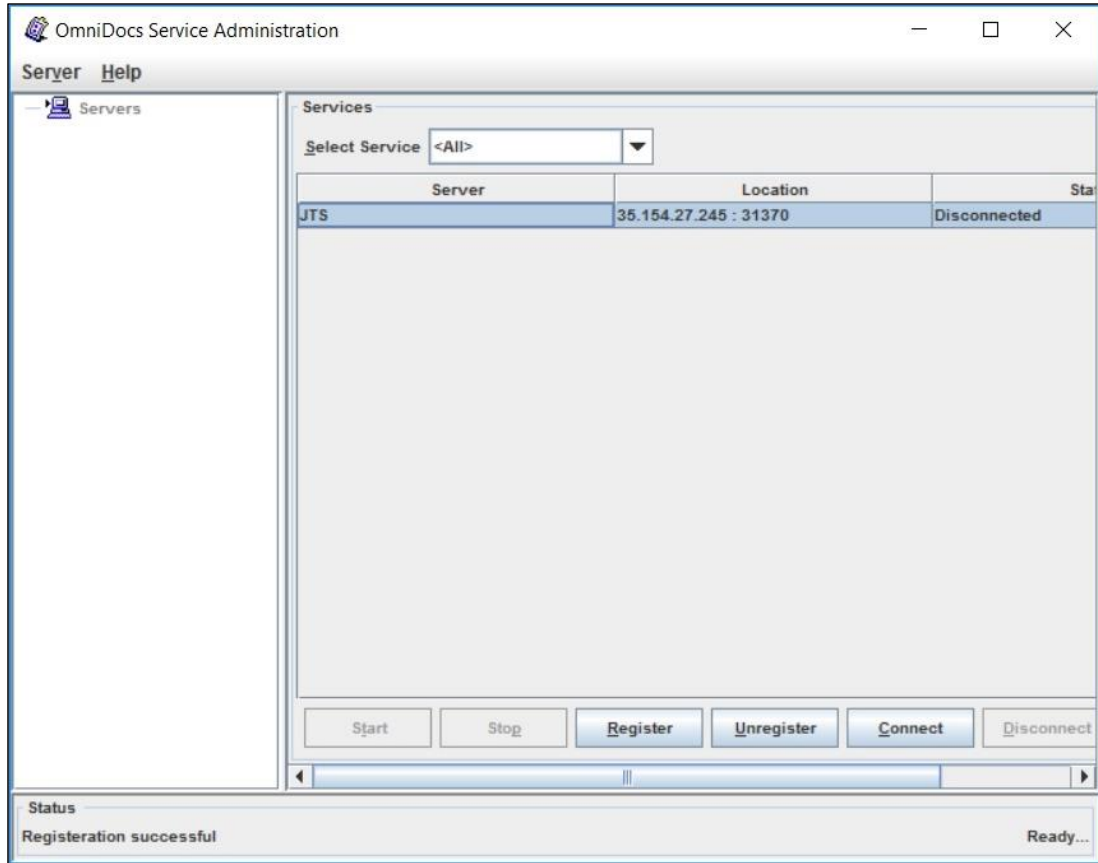 OmniDocs Service Administration
Server Help
Servers
Services
Select Service <All>
Server Location
JTS 35.154.27.245 : 31370 Disconnected
Start Stop Register Unregister Connect Disconnect
Status
Registeration successful Ready...